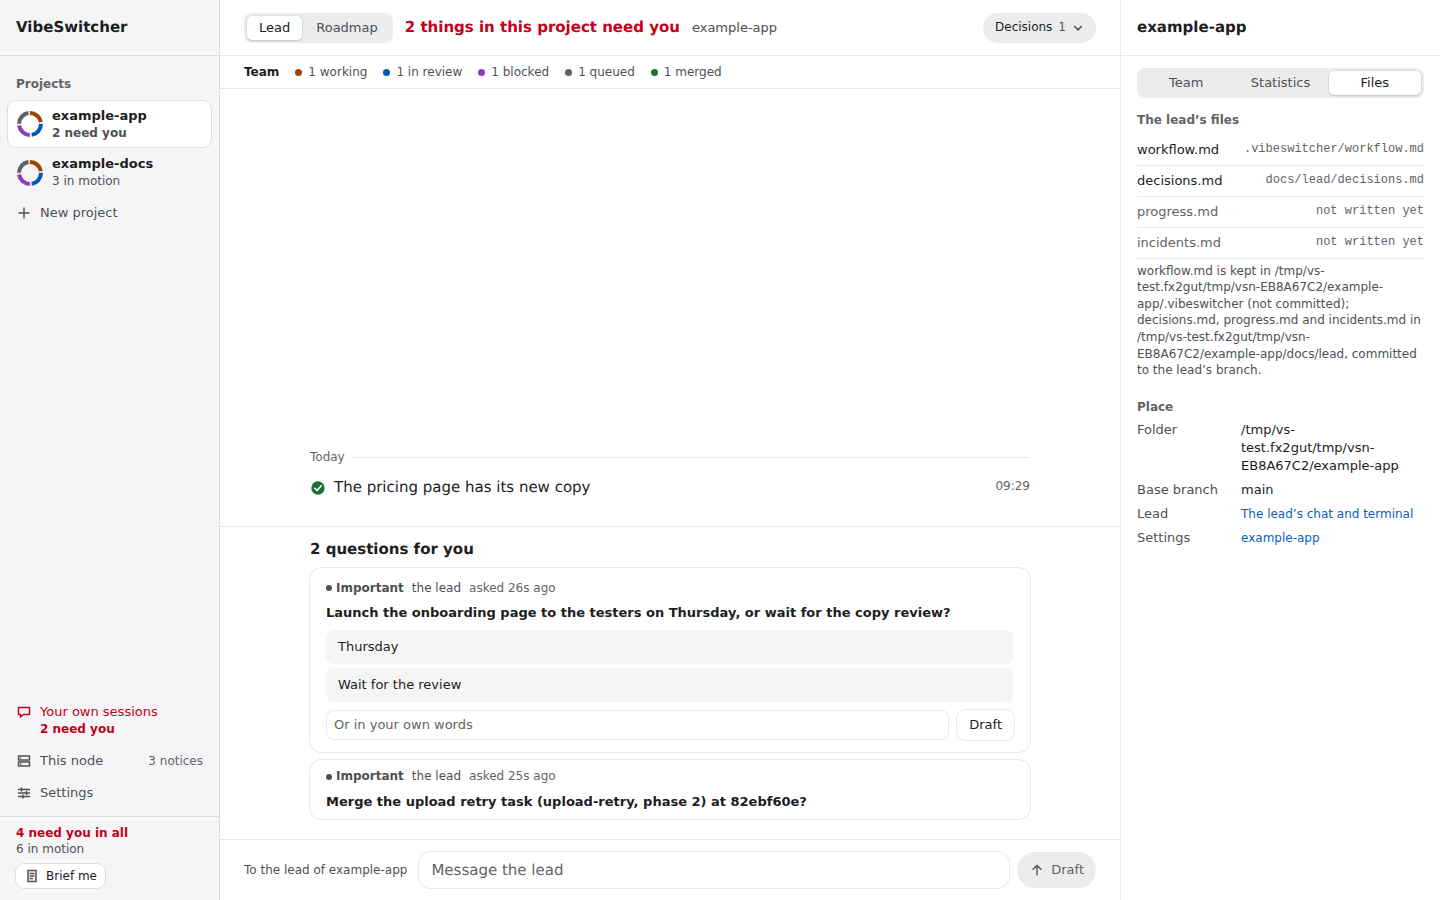 VibeSwitcher
Projects
example-app
2 need you
example-docs
3 in motion
New project
Your own sessions
2 need you
This node 3 notices
Settings
4 need you in all
6 in motion
Brief me
Lead Roadmap 2 things in this project need you example-app Decisions 1
Team 1 working 1 in review 1 blocked 1 queued 1 merged
Today
The pricing page has its new copy 09:29
2 questions for you
Important the lead asked 26s ago
Launch the onboarding page to the testers on Thursday, or wait for the copy review?
Thursday
Wait for the review
Or in your own words Draft
Important the lead asked 25s ago
Merge the upload retry task (upload-retry, phase 2) at 82ebf60e?
To the lead of example-app Message the lead Draft
example-app
Team Statistics Files
The lead’s files
workflow.md .vibeswitcher/workflow.md
decisions.md docs/lead/decisions.md
progress.md not written yet
incidents.md not written yet
workflow.md is kept in /tmp/vs-
test.fx2gut/tmp/vsn-EB8A67C2/example-
app/.vibeswitcher (not committed);
decisions.md, progress.md and incidents.md in
/tmp/vs-test.fx2gut/tmp/vsn-
EB8A67C2/example-app/docs/lead, committed
to the lead’s branch.
Place
Folder /tmp/vs-
test.fx2gut/tmp/vsn-
EB8A67C2/example-app
Base branch main
Lead The lead’s chat and terminal
Settings example-app